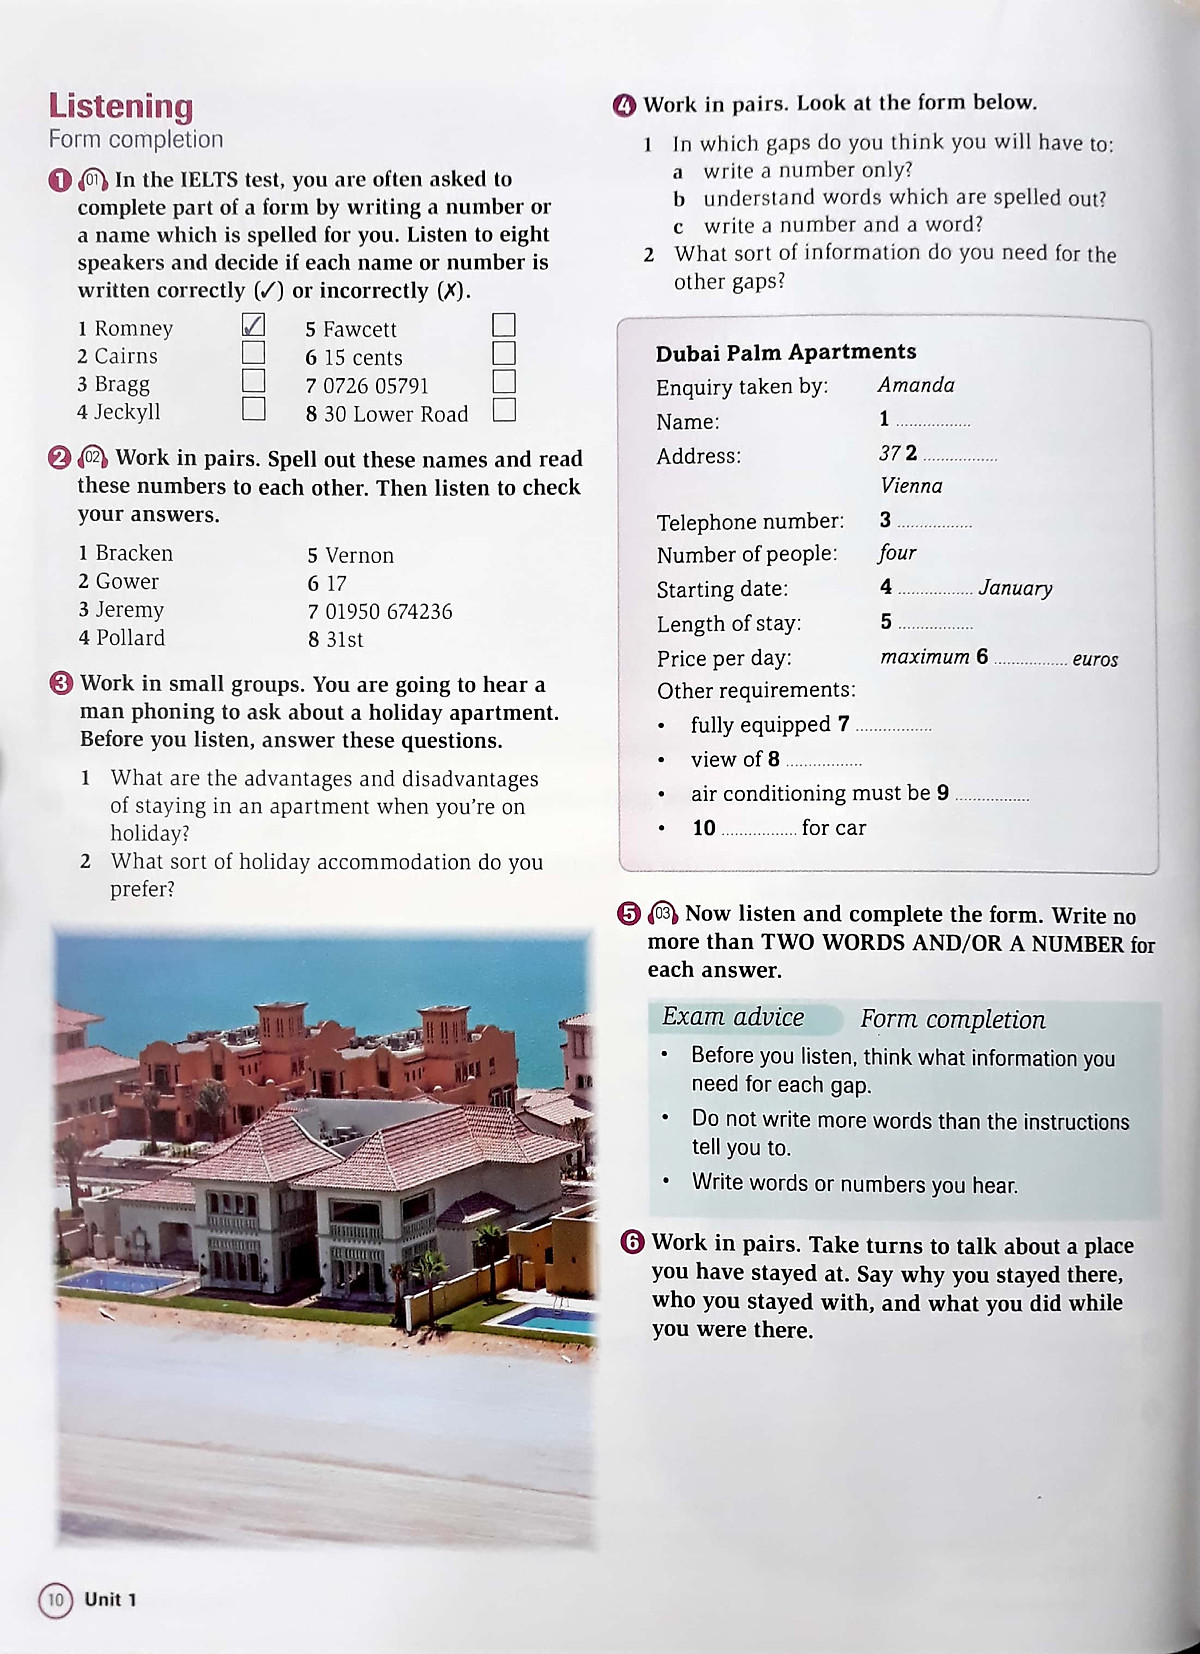 Listening
Form completion
1 01 In the IELTS test, you are often asked to
complete part of a form by writing a number or
a name which is spelled for you. Listen to eight
speakers and decide if each name or number is
written correctly (✓) or incorrectly (✗).
1 Romney ✓ 5 Fawcett
2 Cairns 6 15 cents
3 Bragg 7 0726 05791
4 Jeckyll 8 30 Lower Road
2 02 Work in pairs. Spell out these names and read
these numbers to each other. Then listen to check
your answers.
1 Bracken 5 Vernon
2 Gower 6 17
3 Jeremy 7 01950 674236
4 Pollard 8 31st
3 Work in small groups. You are going to hear a
man phoning to ask about a holiday apartment.
Before you listen, answer these questions.
1 What are the advantages and disadvantages
of staying in an apartment when you're on
holiday?
2 What sort of holiday accommodation do you
prefer?
4 Work in pairs. Look at the form below.
1 In which gaps do you think you will have to:
a write a number only?
b understand words which are spelled out?
c write a number and a word?
2 What sort of information do you need for the
other gaps?
Dubai Palm Apartments
Enquiry taken by: Amanda
Name: 1 .................
Address: 37 2 .................
Vienna
Telephone number: 3 .................
Number of people: four
Starting date: 4 ................. January
Length of stay: 5 .................
Price per day: maximum 6 ................. euros
Other requirements:
• fully equipped 7 .................
• view of 8 .................
• air conditioning must be 9 .................
• 10 ................. for car
5 03 Now listen and complete the form. Write no
more than TWO WORDS AND/OR A NUMBER for
each answer.
Exam advice Form completion
• Before you listen, think what information you
need for each gap.
• Do not write more words than the instructions
tell you to.
• Write words or numbers you hear.
6 Work in pairs. Take turns to talk about a place
you have stayed at. Say why you stayed there,
who you stayed with, and what you did while
you were there.
10 Unit 1